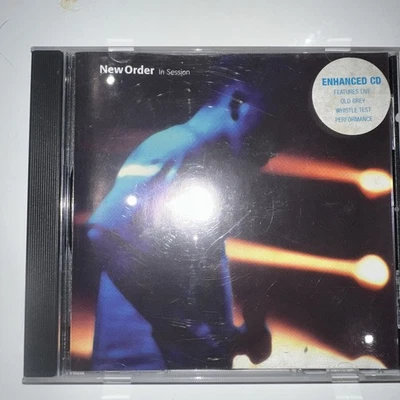 New Order In Session
ENHANCED CD
FEATURES LIVE
OLD GREY
WHISTLE TEST
PERFORMANCE